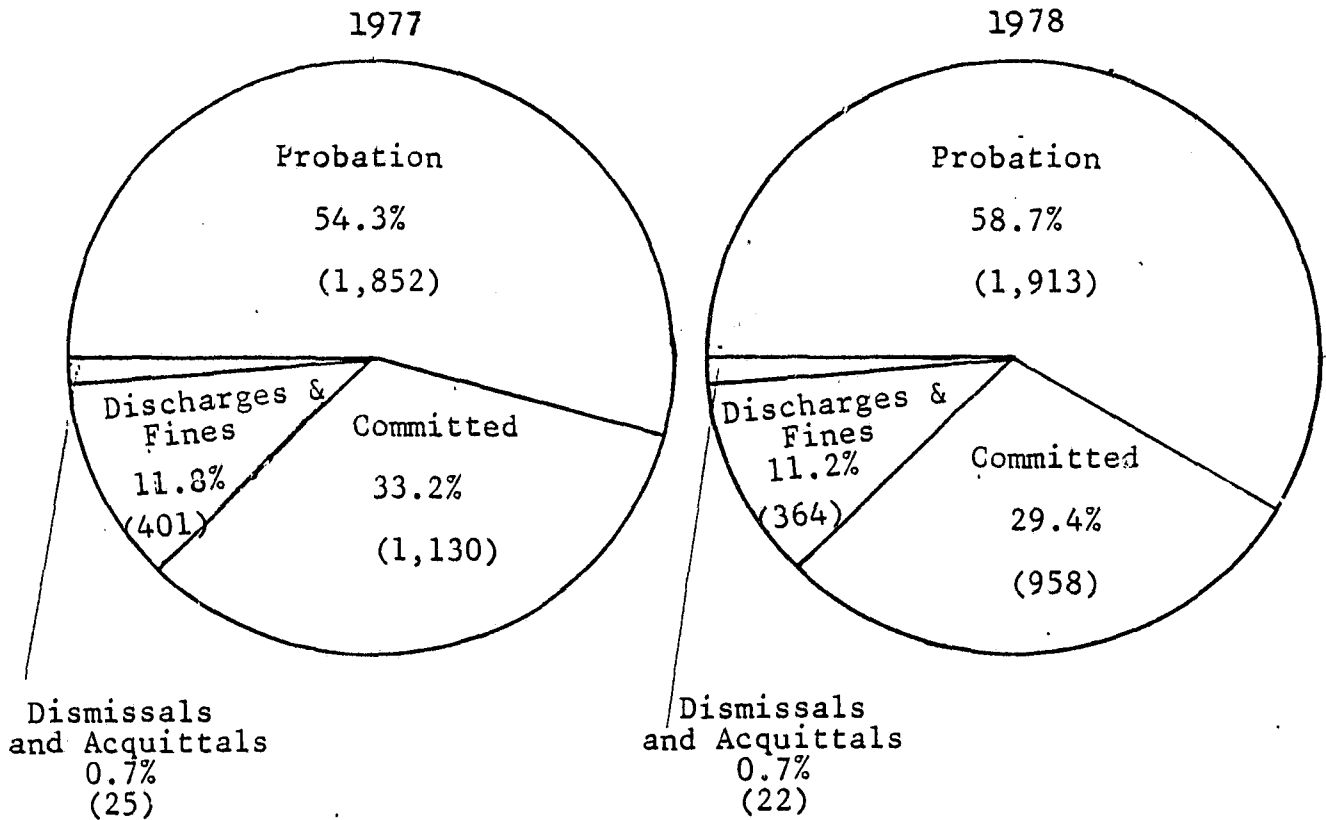 1977
Probation
54.3%
(1,852)
Discharges &
Fines
11.8%
(401)
Committed
33.2%
(1,130)
Dismissals
and Acquittals
0.7%
(25)
1978
Probation
58.7%
(1,913)
Discharges &
Fines
11.2%
(364)
Committed
29.4%
(958)
Dismissals
and Acquittals
0.7%
(22)